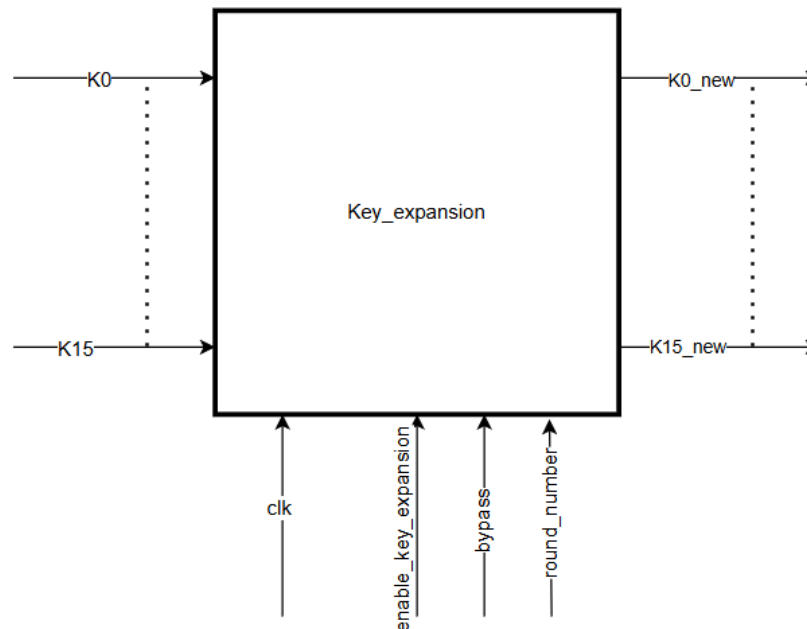 K0
K0_new
Key_expansion
K15
K15_new
clk
enable_key_expansion
bypass
round_number